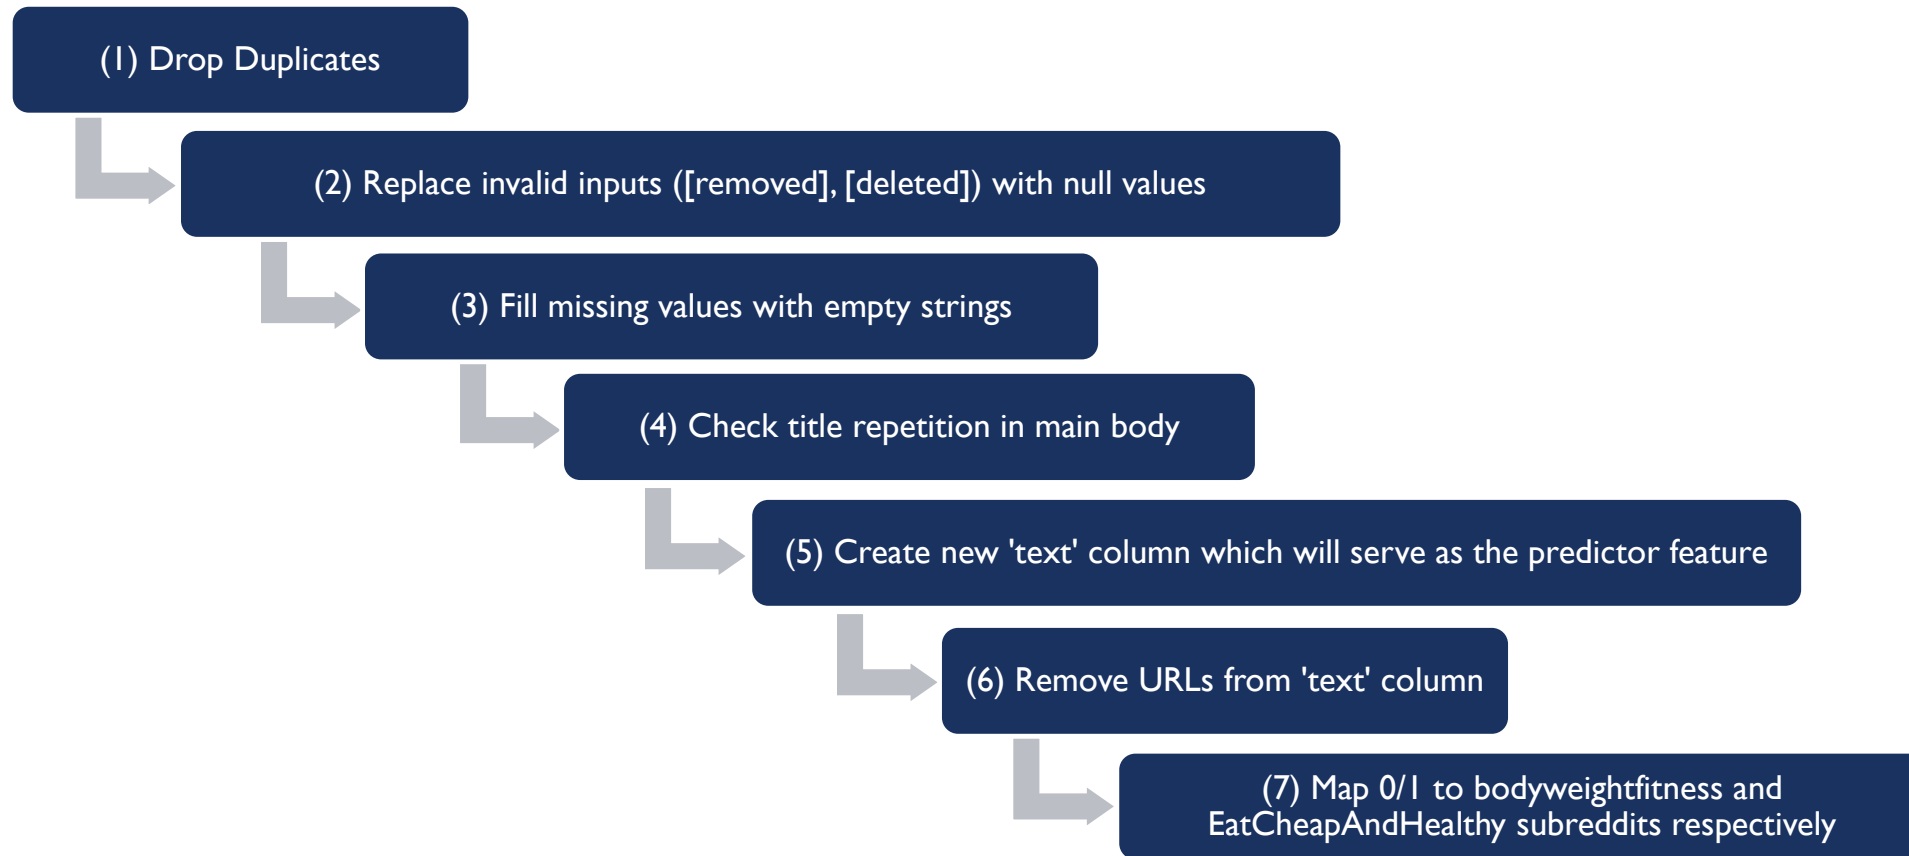 (1) Drop Duplicates
(2) Replace invalid inputs ([removed], [deleted]) with null values
(3) Fill missing values with empty strings
(4) Check title repetition in main body
(5) Create new 'text' column which will serve as the predictor feature
(6) Remove URLs from 'text' column
(7) Map 0/1 to bodyweightfitness and
EatCheapAndHealthy subreddits respectively